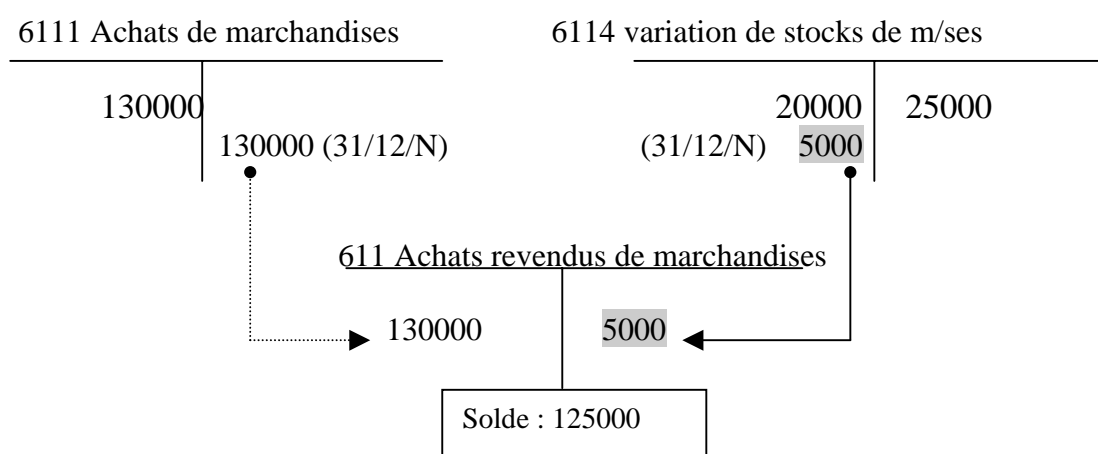 6111 Achats de marchandises 6114 variation de stocks de m/ses
130000 20000 25000
130000 (31/12/N) (31/12/N) 5000
611 Achats revendus de marchandises
130000 5000
Solde : 125000